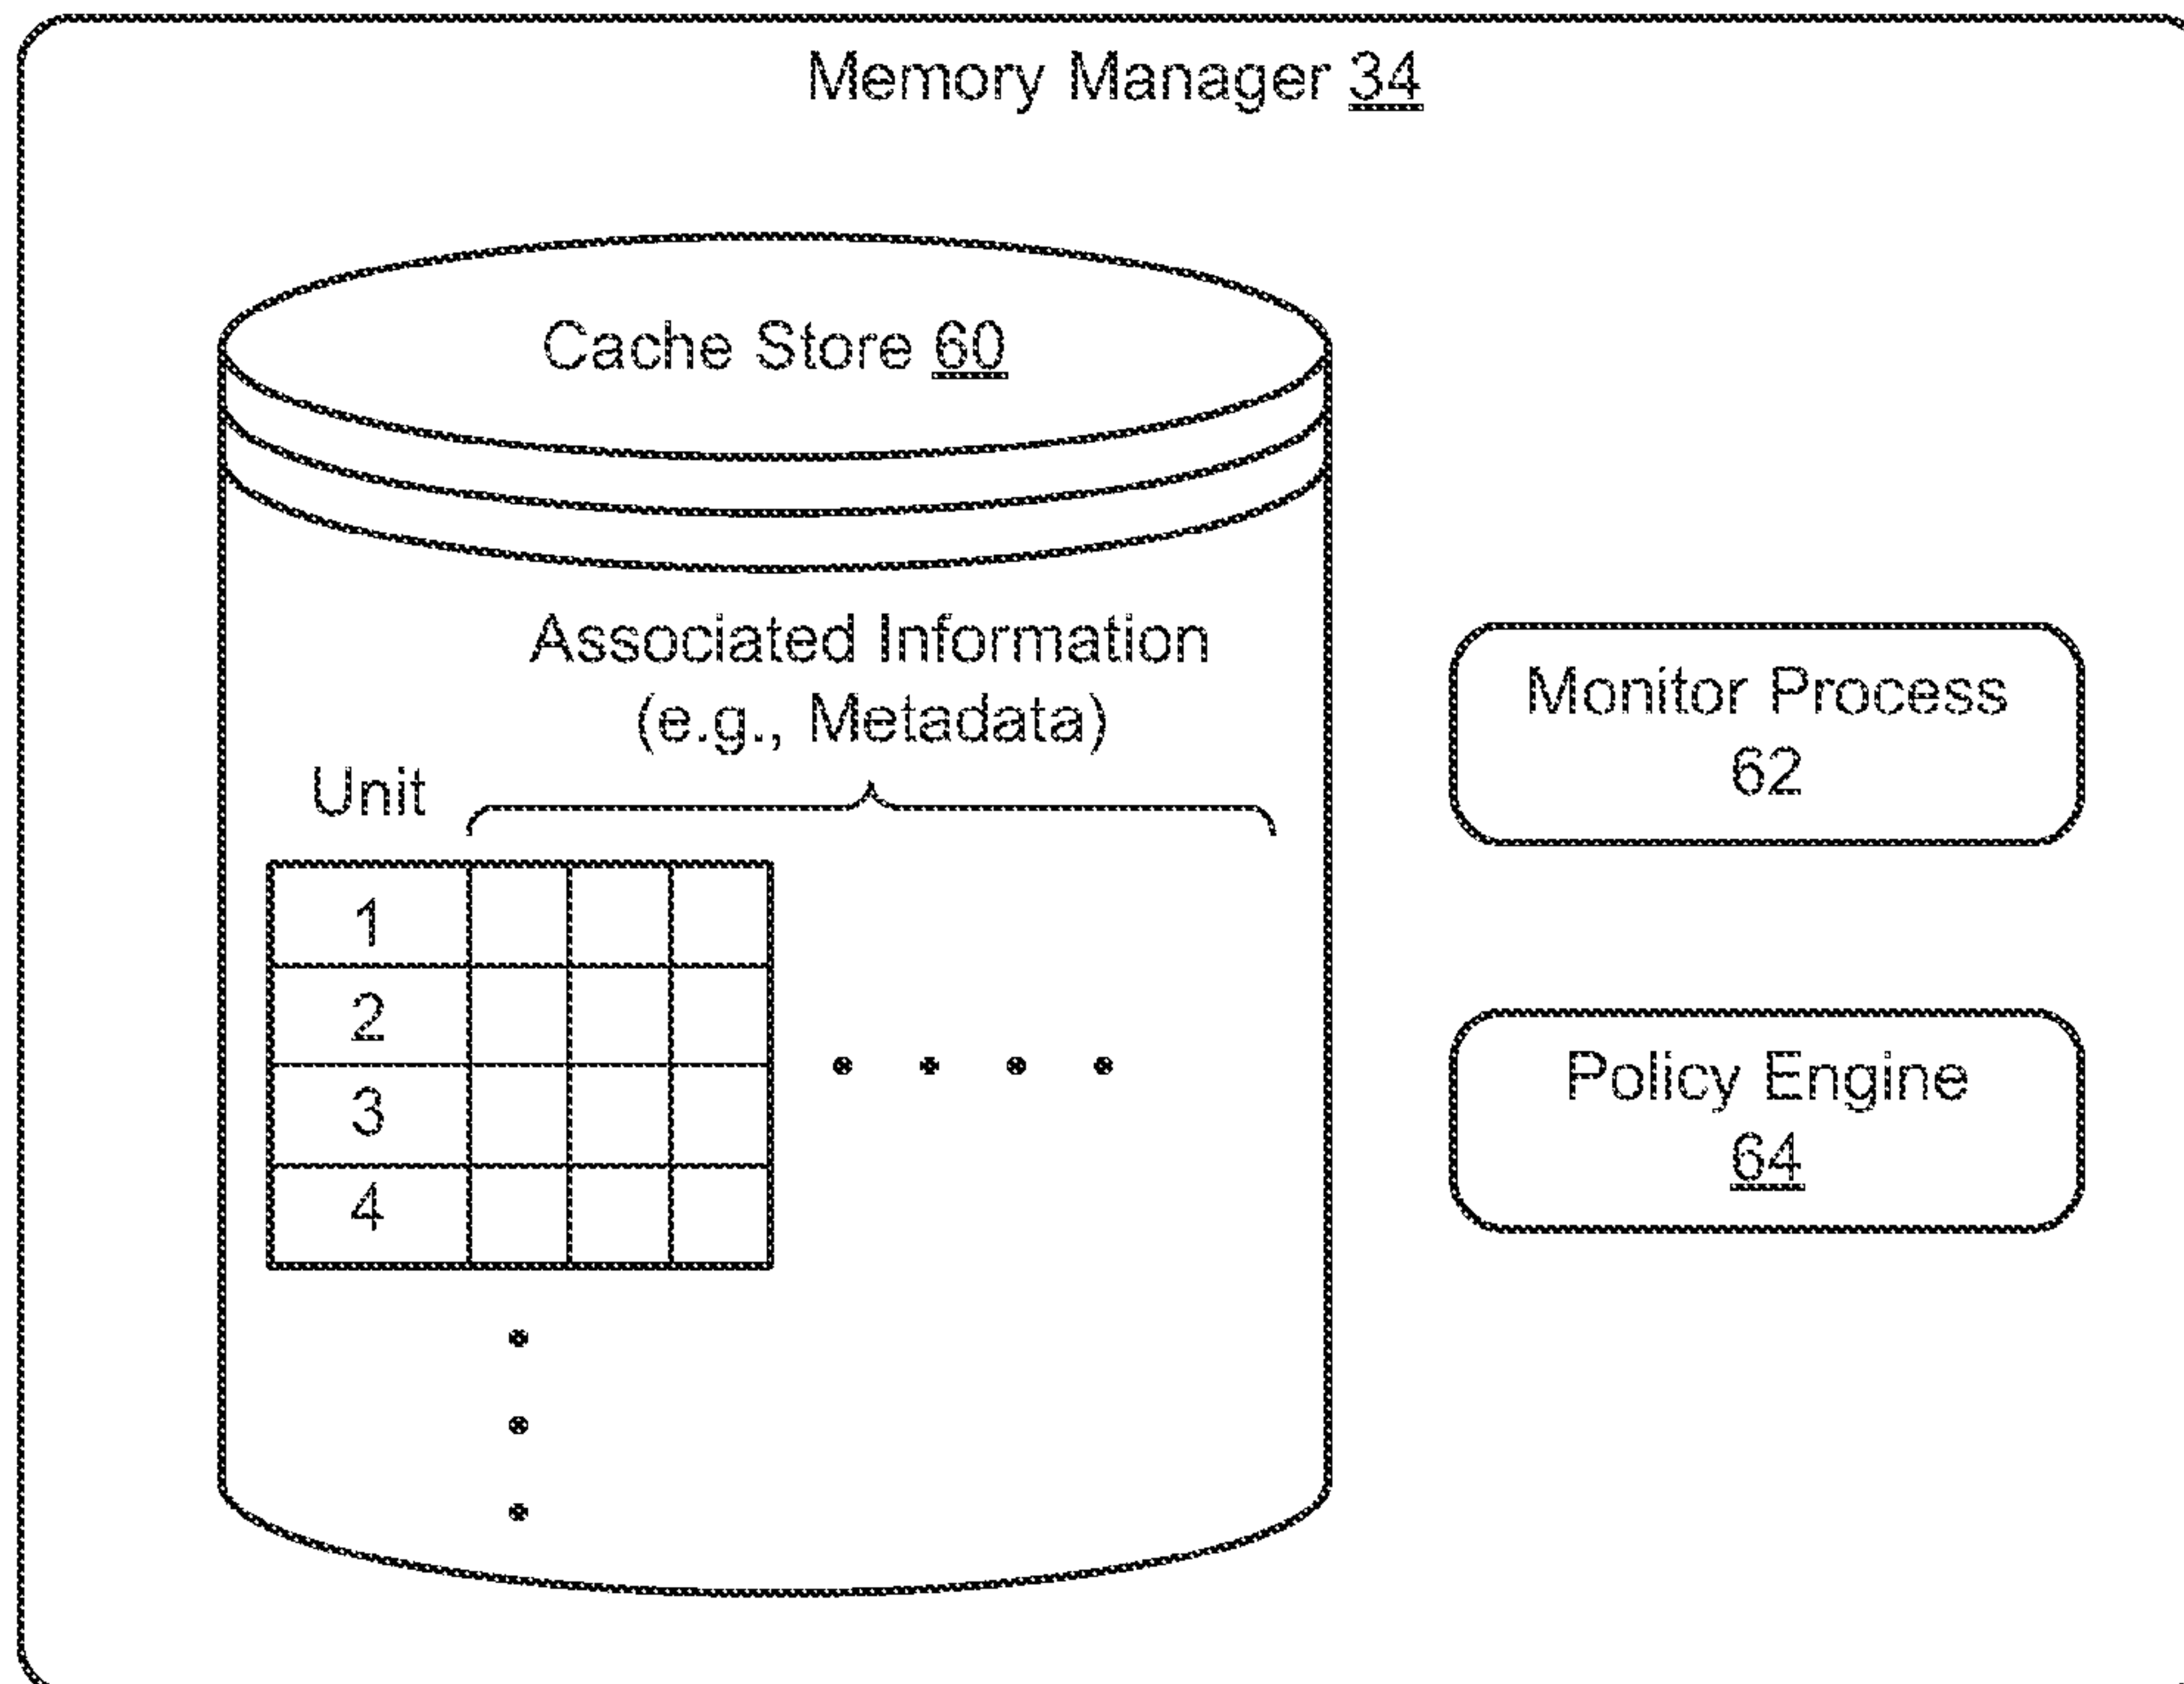 Memory Manager 34
Cache Store 60
Associated Information
(e.g., Metadata)
Unit
1
2
3
4
Monitor Process
62
Policy Engine
64